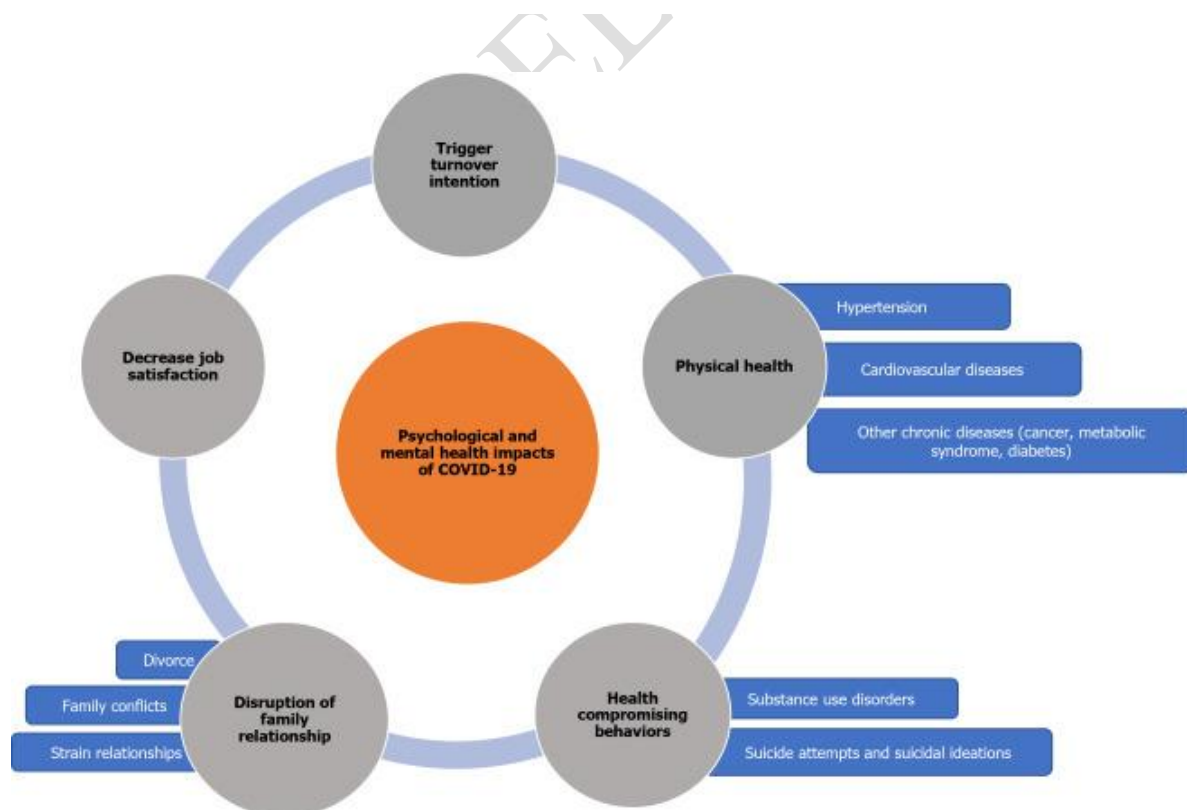 Trigger
turnover
intention
Physical health
Hypertension
Cardiovascular diseases
Other chronic diseases (cancer, metabolic
syndrome, diabetes)
Decrease job
satisfaction
Psychological and
mental health impacts
of COVID-19
Health
compromising
behaviors
Substance use disorders
Suicide attempts and suicidal ideations
Disruption of
family
relationship
Divorce
Family conflicts
Strain relationships